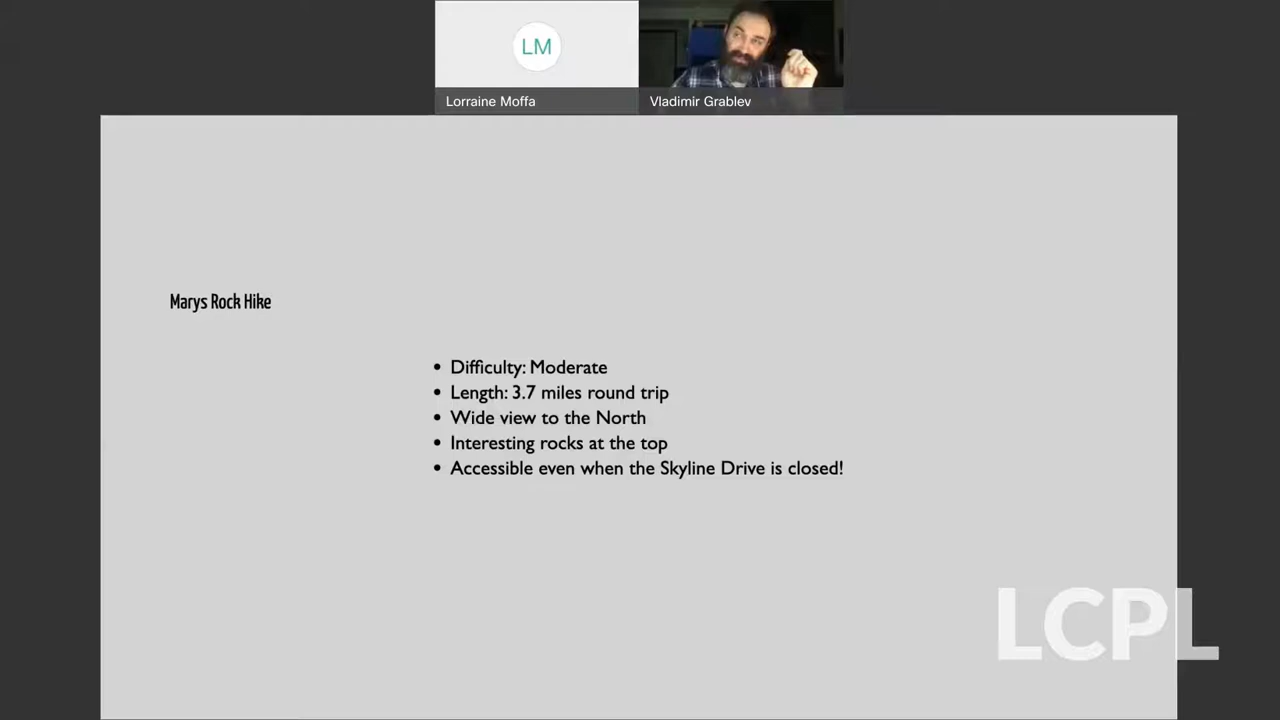 LM
Lorraine Moffa
Vladimir Grablev
Marys Rock Hike
• Difficulty: Moderate
• Length: 3.7 miles round trip
• Wide view to the North
• Interesting rocks at the top
• Accessible even when the Skyline Drive is closed!
LCPL